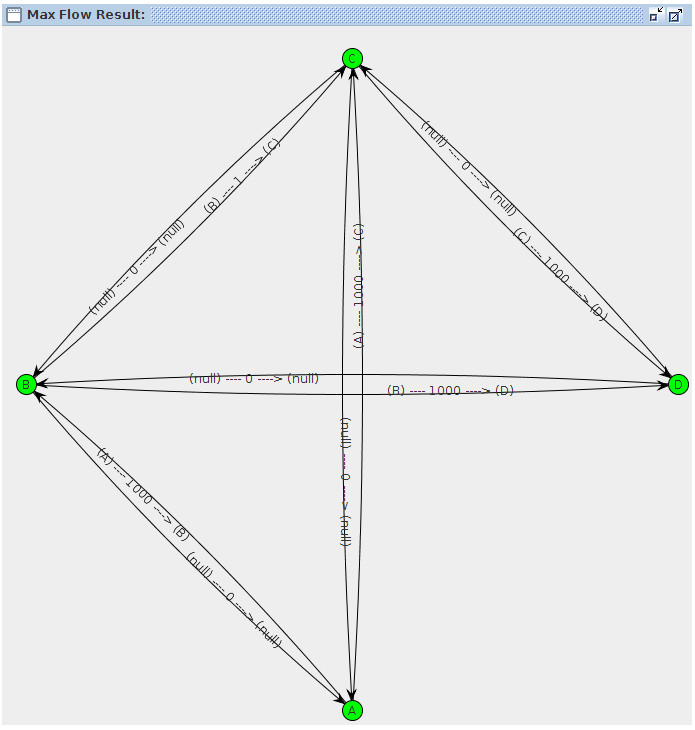 Max Flow Result:
C
(null) ---- 0 ----> (null)
(B) ---- 1 ----> (C)
(null) ---- 0 ----> (null)
(C) ---- 1000 ----> (D)
(A) ---- 1000 ----> (C)
B
(null) ---- 0 ----> (null)
(B) ---- 1000 ----> (D)
D
(null) ---- 0 ----> (null)
(A) ---- 1000 ----> (B)
(null) ---- 0 ----> (null)
A